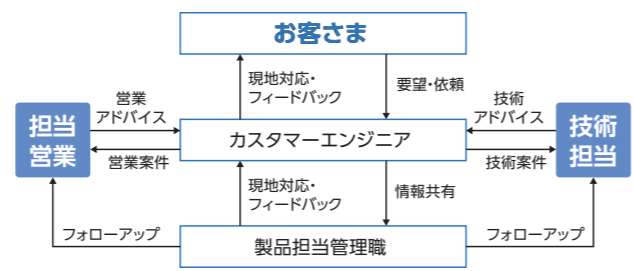 お客さま
現地対応・
フィードバック
要望・依頼
営業
アドバイス
技術
アドバイス
担当
営業
カスタマーエンジニア
技術
担当
営業案件
技術案件
現地対応・
フィードバック
情報共有
フォローアップ
製品担当管理職
フォローアップ